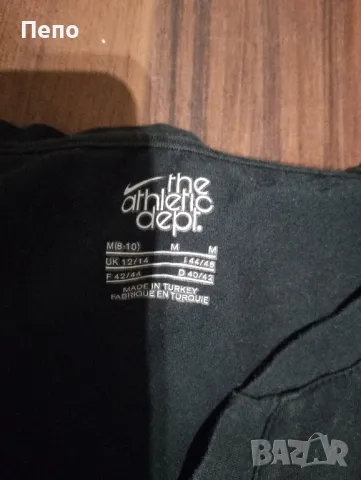 Пепо
the
athletic
dept.
M(8-10) M M
UK 12/14 I 44/46
F 42/44 D 40/42
MADE IN TURKEY
FABRIQUE EN TURQUIE
BAZAR